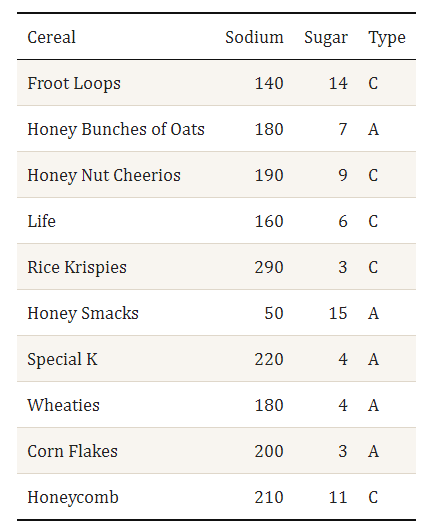 Cereal Sodium Sugar Type
Froot Loops 140 14 C
Honey Bunches of Oats 180 7 A
Honey Nut Cheerios 190 9 C
Life 160 6 C
Rice Krispies 290 3 C
Honey Smacks 50 15 A
Special K 220 4 A
Wheaties 180 4 A
Corn Flakes 200 3 A
Honeycomb 210 11 C